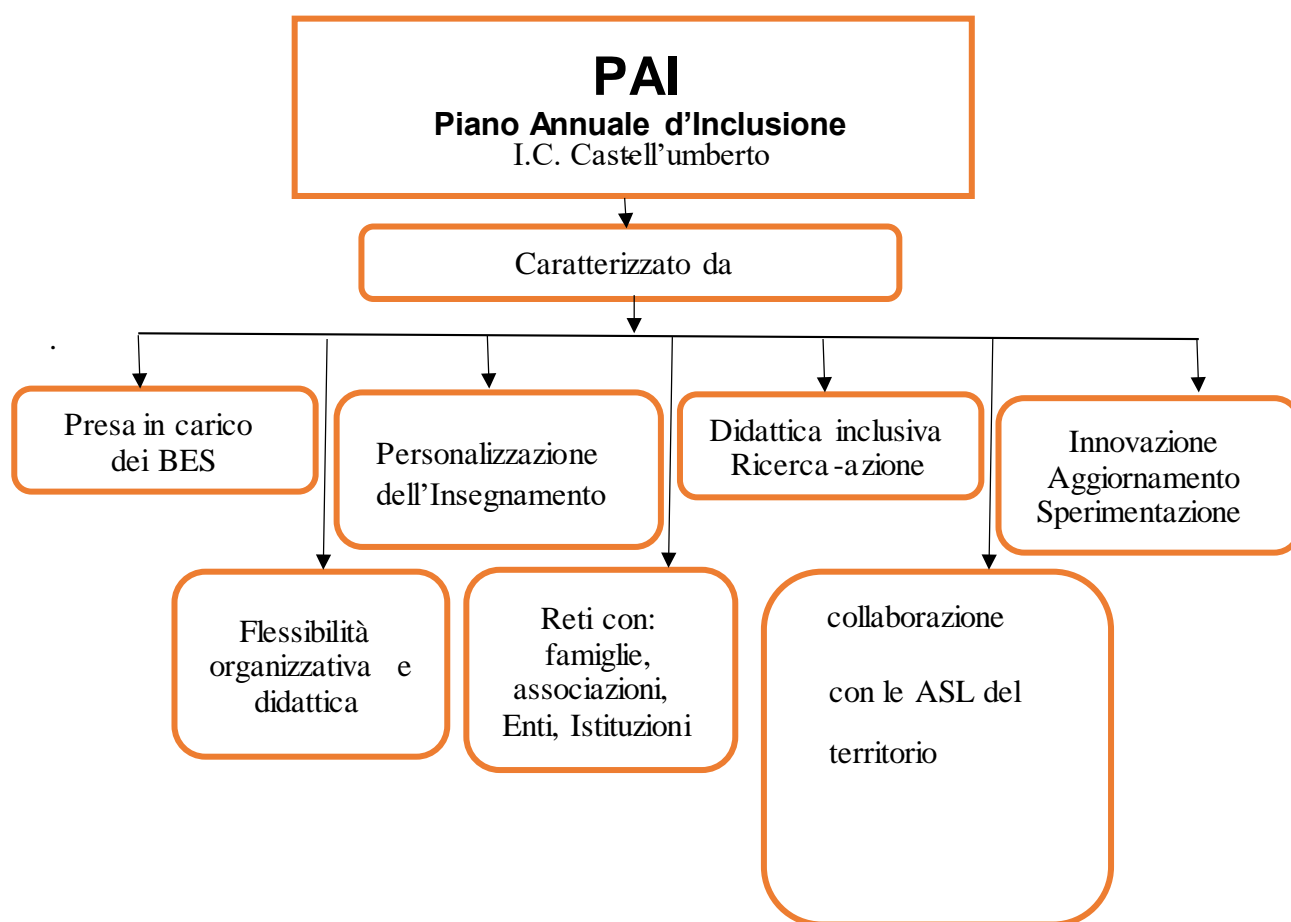 PAI
Piano Annuale d’Inclusione
I.C. Castell’umberto
Caratterizzato da
.
Presa in carico
dei BES
Personalizzazione
dell’Insegnamento
Didattica inclusiva
Ricerca-azione
Innovazione
Aggiornamento
Sperimentazione
Flessibilità
organizzativa e
didattica
Reti con:
famiglie,
associazioni,
Enti, Istituzioni
collaborazione
con le ASL del
territorio